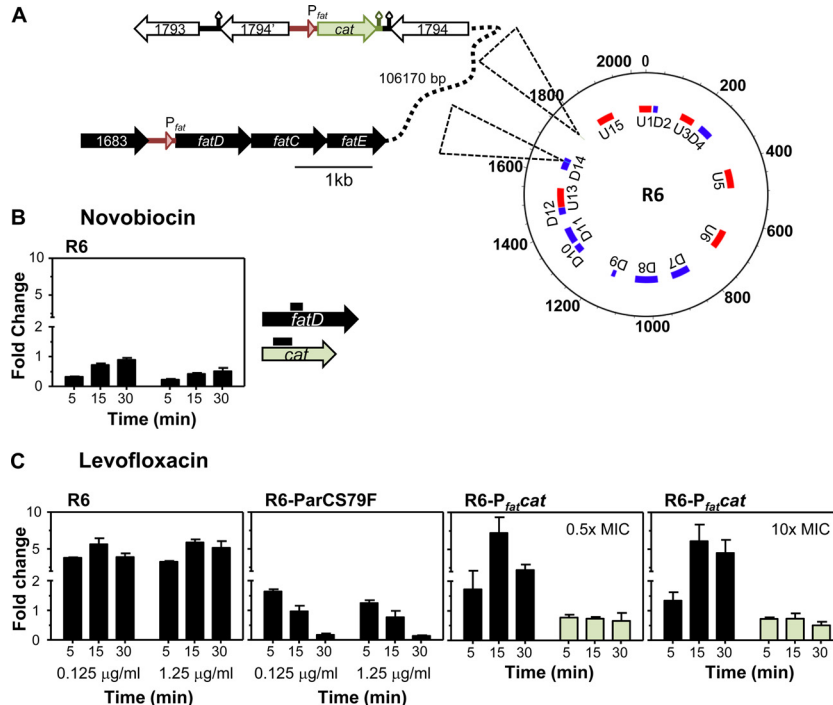 A
P fat
1793
1794'
cat
1794
106170 bp
P fat
1683
fatD
fatC
fatE
1kb
0
200
400
600
800
1000
1200
1400
1600
1800
2000
R6
U1D2
U3D4
U5
U6
D7
D8
D9
D10
D11
D12
U13
D14
U15
B Novobiocin
R6
Fold Change
10
5
2
1
0
5 15 30 5 15 30
Time (min)
fatD
cat
C Levofloxacin
R6 R6-ParCS79F R6-PfatCat R6-PfatCat
0.5x MIC 10x MIC
Fold change
10
5
2
1
0
5 15 30 5 15 30 5 15 30 5 15 30 5 15 30 5 15 30 5 15 30 5 15 30
0.125 µg/ml 1.25 µg/ml 0.125 µg/ml 1.25 µg/ml
Time (min) Time (min) Time (min) Time (min)